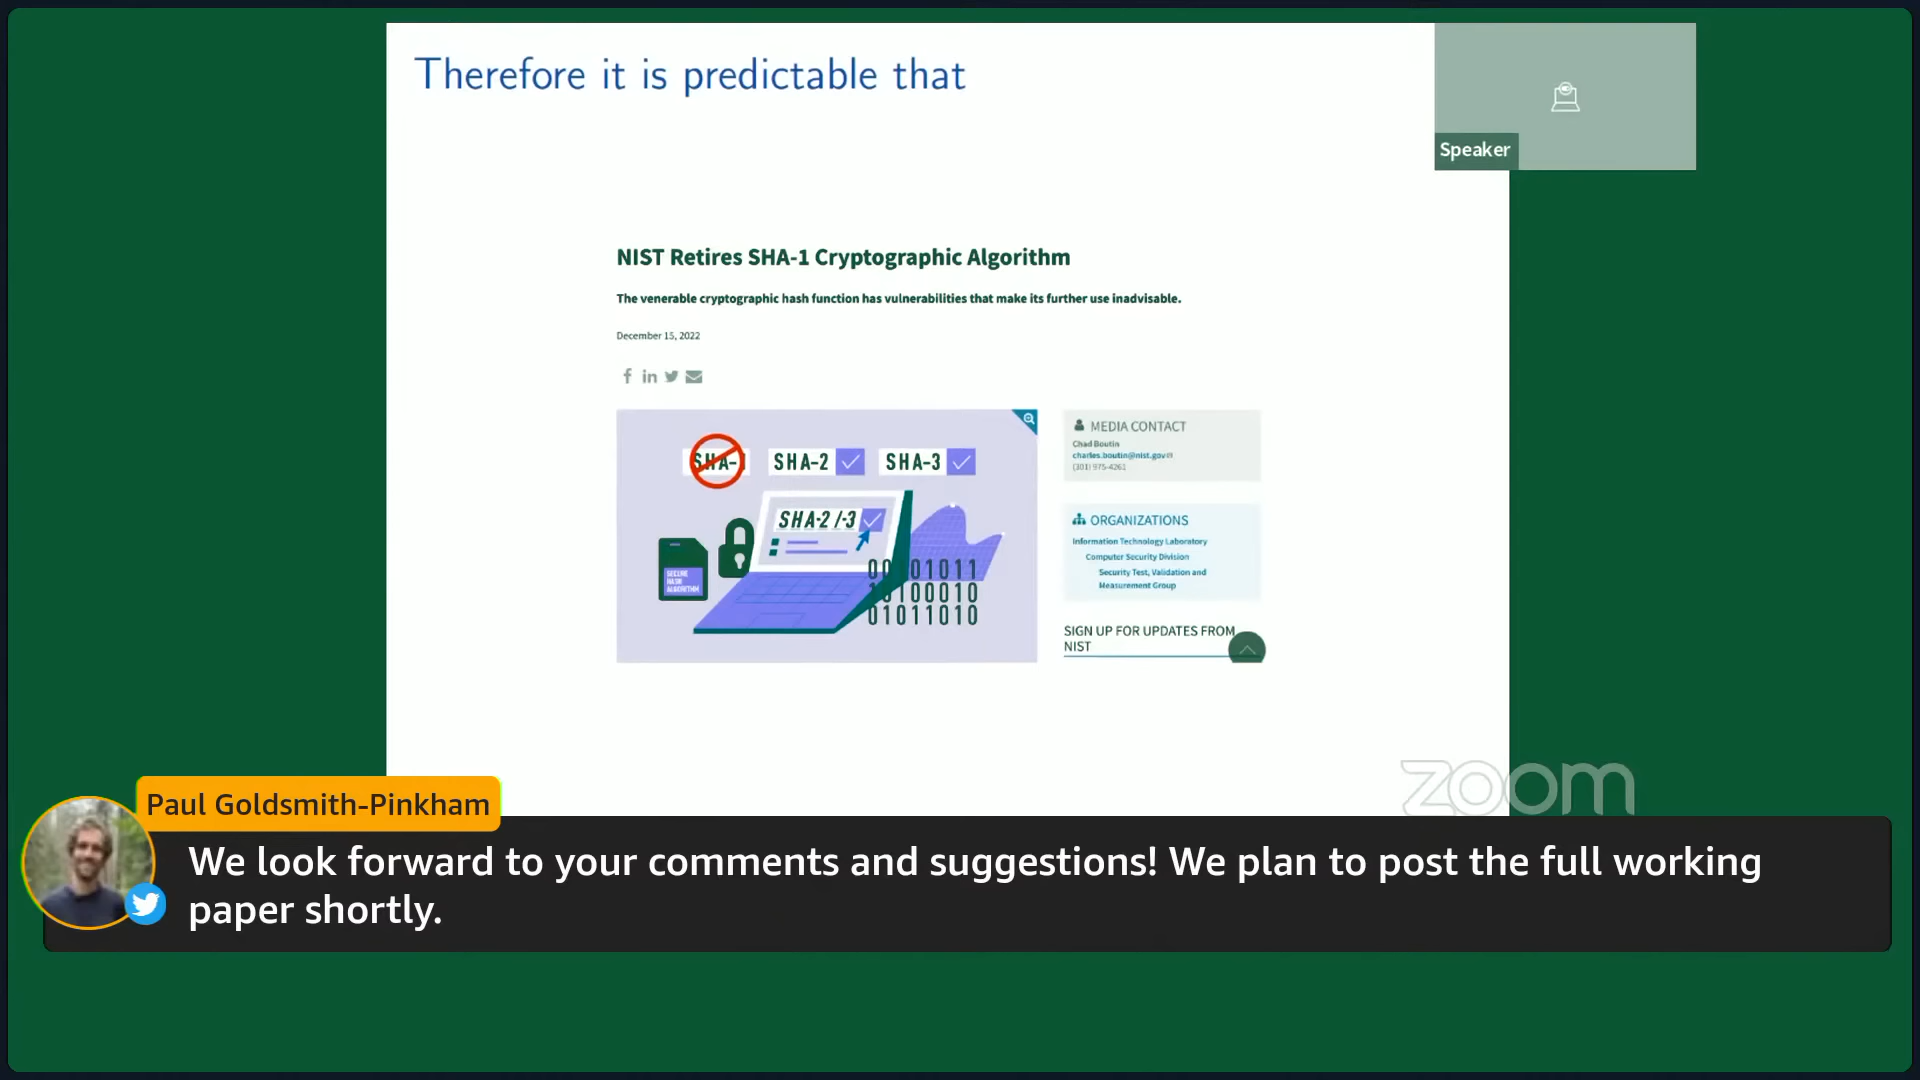 Therefore it is predictable that
Speaker
NIST Retires SHA-1 Cryptographic Algorithm
The venerable cryptographic hash function has vulnerabilities that make its further use inadvisable.
December 15, 2022
f in
SHA-1 SHA-2 SHA-3
SHA-2 /-3
SECURE
HASH
ALGORITHM
00101011
10100010
01011010
MEDIA CONTACT
Chad Boutin
charles.boutin@nist.gov
(301) 975-4261
ORGANIZATIONS
Information Technology Laboratory
Computer Security Division
Security Test, Validation and
Measurement Group
SIGN UP FOR UPDATES FROM
NIST
zoom
Paul Goldsmith-Pinkham
We look forward to your comments and suggestions! We plan to post the full working
paper shortly.